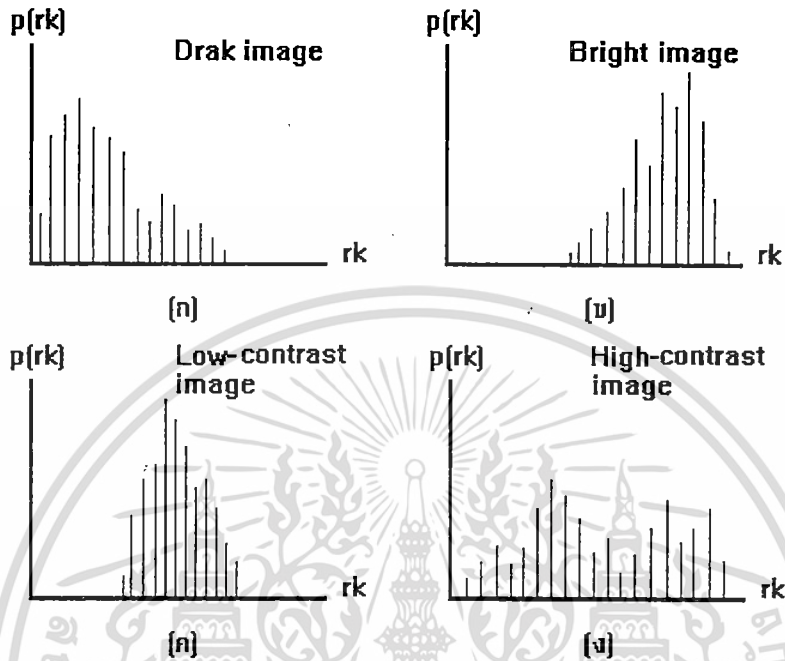 p(rk)
Drak image
rk
(ก)
p(rk)
Bright image
rk
(ข)
p(rk)
Low-contrast
image
rk
(ค)
p(rk)
High-contrast
image
rk
(ง)